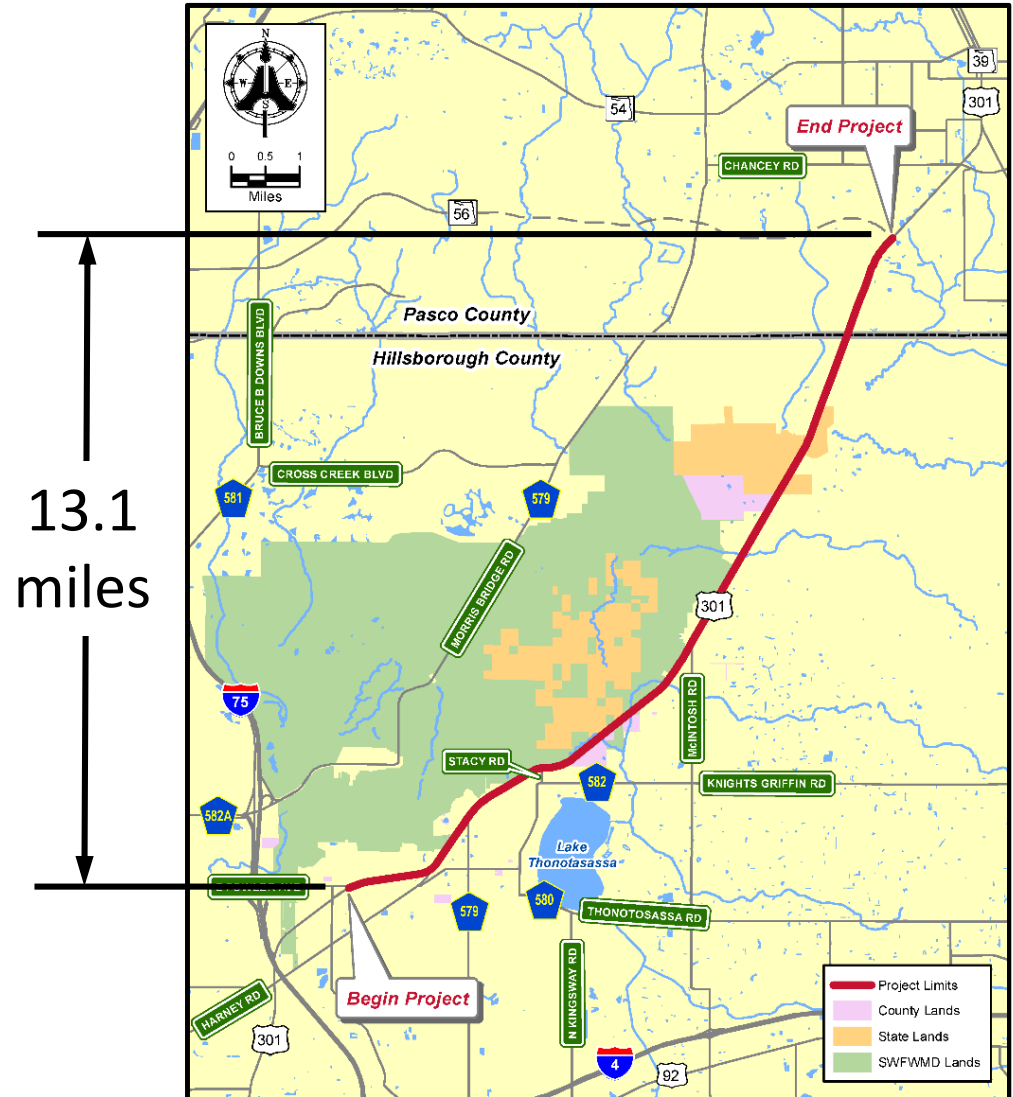 N
W
E
S
0 0.5 1
Miles
39
54
301
End Project
CHANCEY RD
56
Pasco County
Hillsborough County
BRUCE B DOWNS BLVD
CROSS CREEK BLVD
581
579
13.1
miles
MORRIS BRIDGE RD
301
75
McINTOSH RD
STACY RD
582
KNIGHTS GRIFFIN RD
582A
Lake
Thonotasassa
579
580
THONOTOSASSA RD
Begin Project
HARNEY RD
301
N KINGSWAY RD
4
92
Project Limits
County Lands
State Lands
SWFWMD Lands